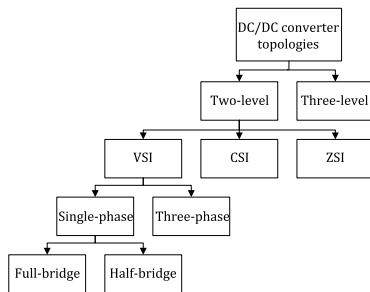 DC/DC converter
topologies
Two-level
Three-level
VSI
CSI
ZSI
Single-phase
Three-phase
Full-bridge
Half-bridge